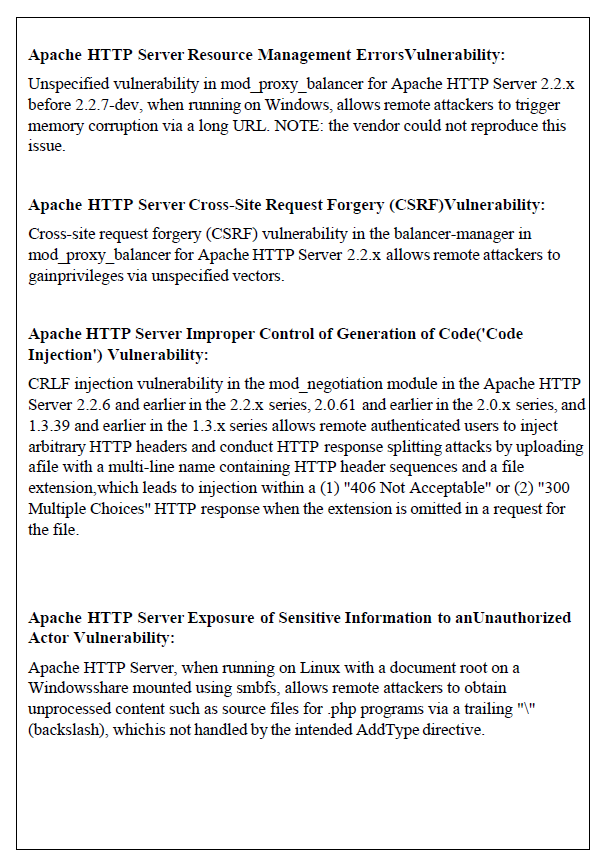 Apache HTTP Server Resource Management ErrorsVulnerability:
Unspecified vulnerability in mod_proxy_balancer for Apache HTTP Server 2.2.x
before 2.2.7-dev, when running on Windows, allows remote attackers to trigger
memory corruption via a long URL. NOTE: the vendor could not reproduce this
issue.
Apache HTTP Server Cross-Site Request Forgery (CSRF)Vulnerability:
Cross-site request forgery (CSRF) vulnerability in the balancer-manager in
mod_proxy_balancer for Apache HTTP Server 2.2.x allows remote attackers to
gainprivileges via unspecified vectors.
Apache HTTP Server Improper Control of Generation of Code('Code
Injection') Vulnerability:
CRLF injection vulnerability in the mod_negotiation module in the Apache HTTP
Server 2.2.6 and earlier in the 2.2.x series, 2.0.61 and earlier in the 2.0.x series, and
1.3.39 and earlier in the 1.3.x series allows remote authenticated users to inject
arbitrary HTTP headers and conduct HTTP response splitting attacks by uploading
afile with a multi-line name containing HTTP header sequences and a file
extension,which leads to injection within a (1) "406 Not Acceptable" or (2) "300
Multiple Choices" HTTP response when the extension is omitted in a request for
the file.
Apache HTTP Server Exposure of Sensitive Information to anUnauthorized
Actor Vulnerability:
Apache HTTP Server, when running on Linux with a document root on a
Windowsshare mounted using smbfs, allows remote attackers to obtain
unprocessed content such as source files for .php programs via a trailing "\"
(backslash), whichis not handled by the intended AddType directive.